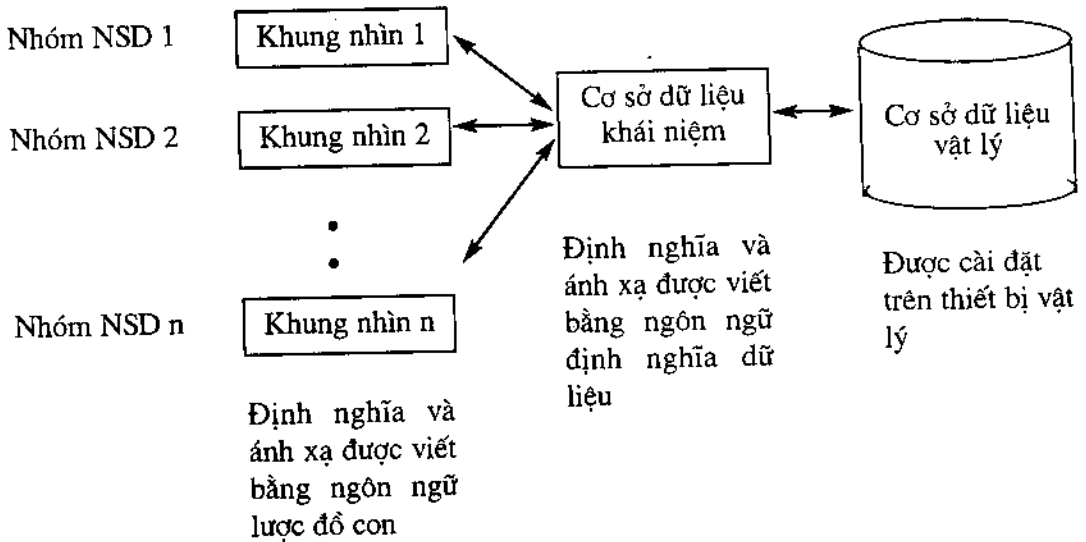 Nhóm NSD 1
Khung nhìn 1
Nhóm NSD 2
Khung nhìn 2
Nhóm NSD n
Khung nhìn n
Định nghĩa và
ánh xạ được viết
bằng ngôn ngữ
lược đồ con
Cơ sở dữ liệu
khái niệm
Định nghĩa và
ánh xạ được viết
bằng ngôn ngữ
định nghĩa dữ
liệu
Cơ sở dữ liệu
vật lý
Được cài đặt
trên thiết bị vật
lý